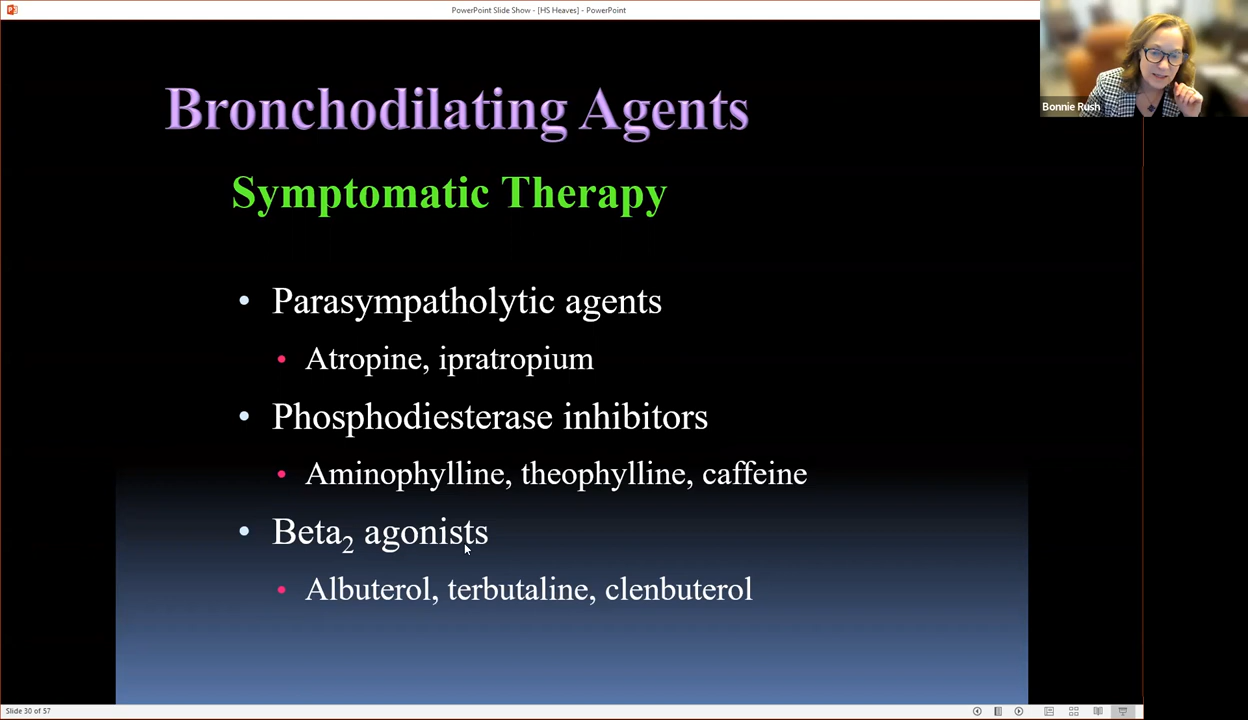 PowerPoint Slide Show - [HS Heaves] - PowerPoint
Bonnie Rush
Bronchodilating Agents
Symptomatic Therapy
• Parasympatholytic agents
• Atropine, ipratropium
• Phosphodiesterase inhibitors
• Aminophylline, theophylline, caffeine
• Beta₂ agonists
• Albuterol, terbutaline, clenbuterol
Slide 30 of 57